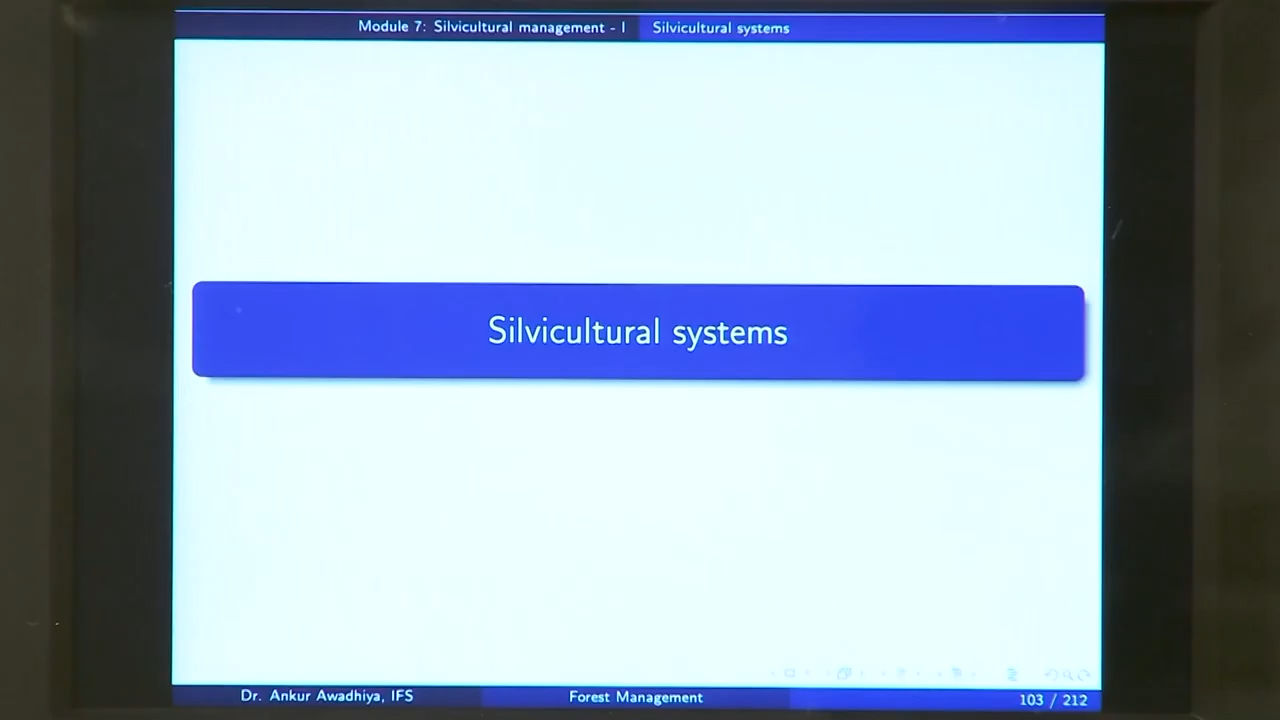 Module 7: Silvicultural management - I Silvicultural systems
Silvicultural systems
Dr. Ankur Awadhiya, IFS Forest Management 103 / 212